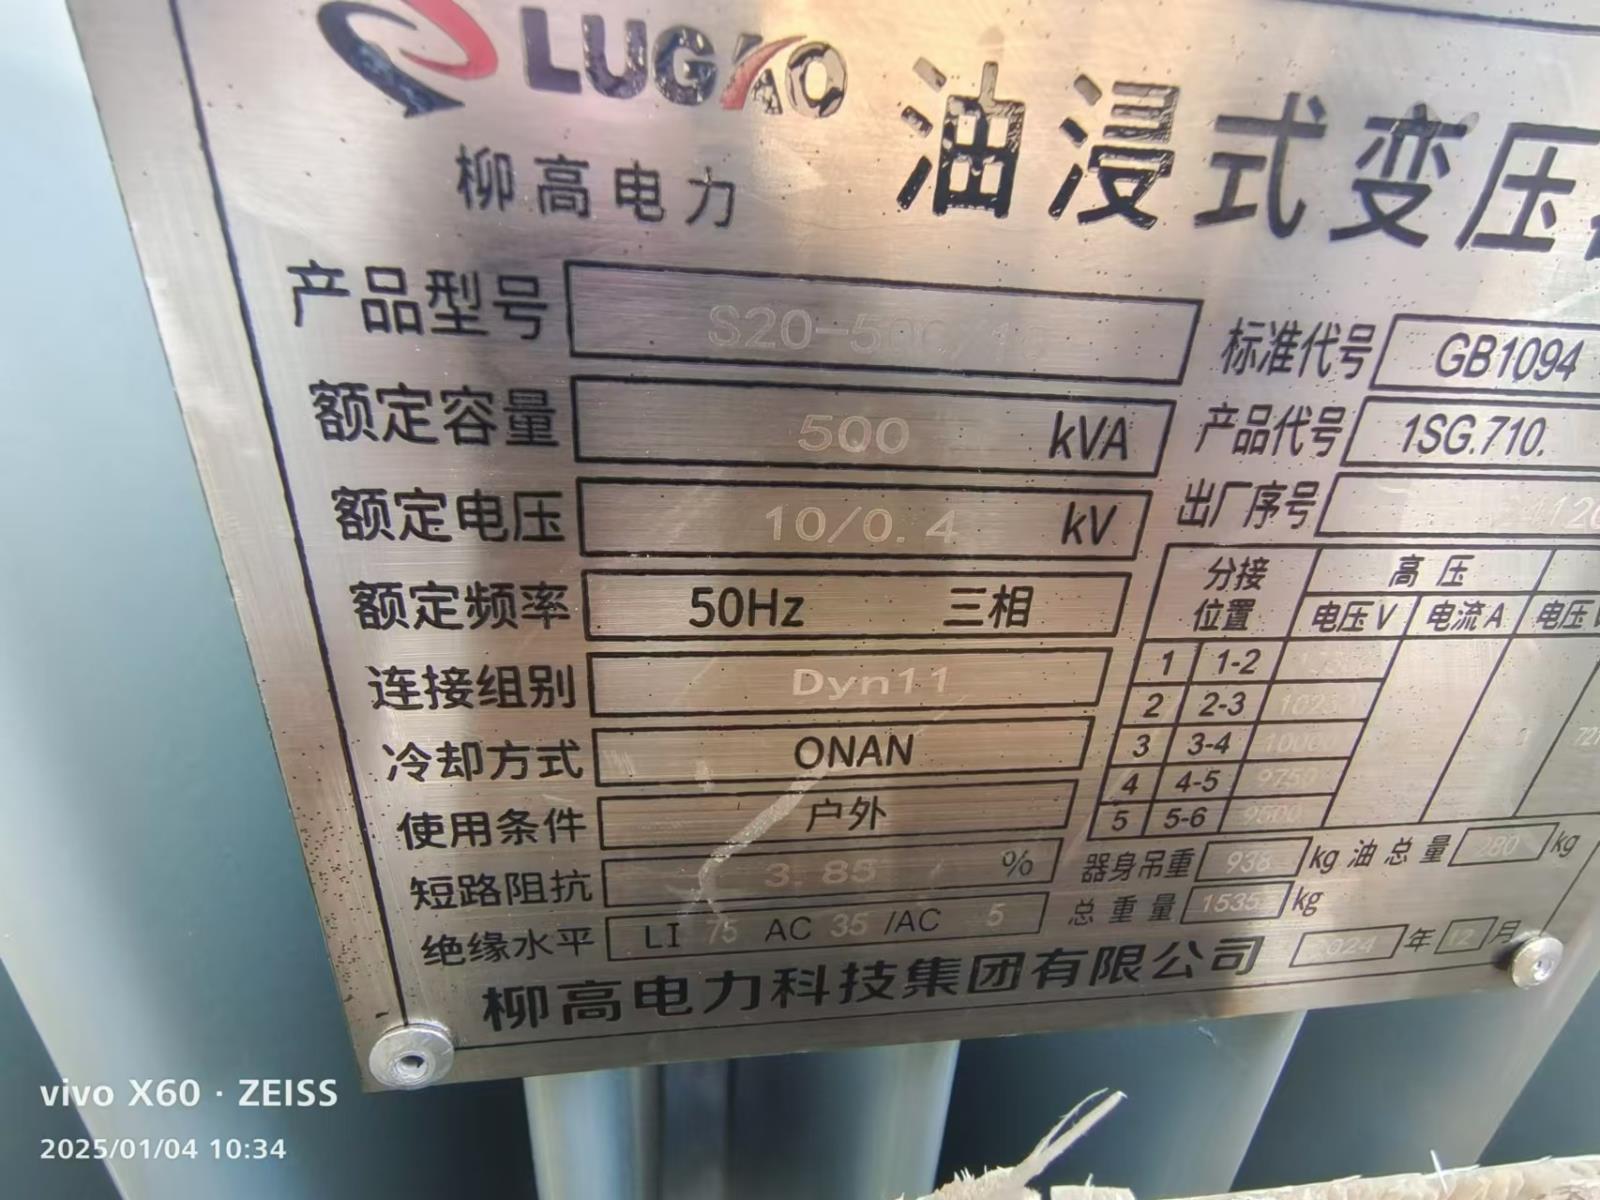 LUGAO 油浸式变压
柳高电力
产品型号 S20-500/10 标准代号 GB1094
额定容量 500 kVA 产品代号 1SG.710.
额定电压 10/0.4 kV 出厂序号
额定频率 50Hz 三相
分接位置 高压
电压V 电流A 电压
连接组别 Dyn11 1 1-2
2 2-3
冷却方式 ONAN 3 3-4 10000
使用条件 户外 4 4-5 9750
5 5-6 9500
短路阻抗 3.85 % 器身吊重 938 kg 油总量 280 kg
绝缘水平 LI 75 AC 35 /AC 5 总重量 1535 kg
柳高电力科技集团有限公司 2024 年 12 月
vivo X60 · ZEISS
2025/01/04 10:34